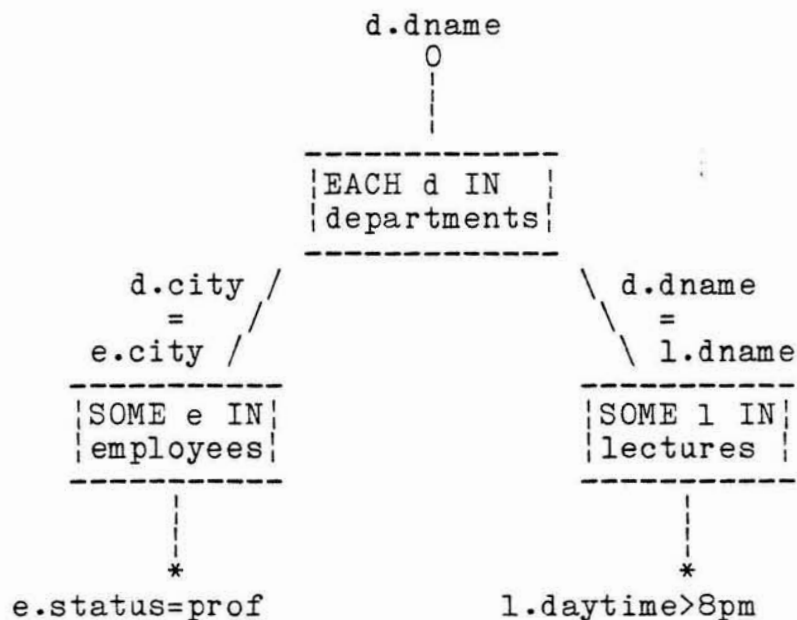 d.dname
O
EACH d IN
departments
d.city
=
e.city
d.dname
=
l.dname
SOME e IN
employees
SOME l IN
lectures
*
*
e.status=prof
l.daytime>8pm